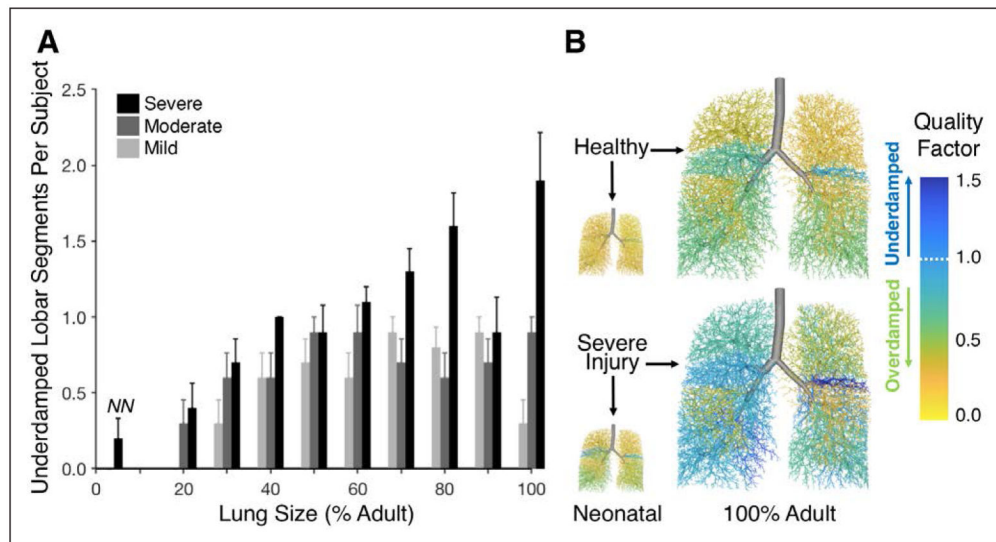 A
Underdamped Lobar Segments Per Subject
2.5
2.0
1.5
1.0
0.5
0.0
Severe
Moderate
Mild
NN
0
20
40
60
80
100
Lung Size (% Adult)
B
Healthy
Severe
Injury
Neonatal
100% Adult
Quality
Factor
Underdamped
Overdamped
1.5
1.0
0.5
0.0